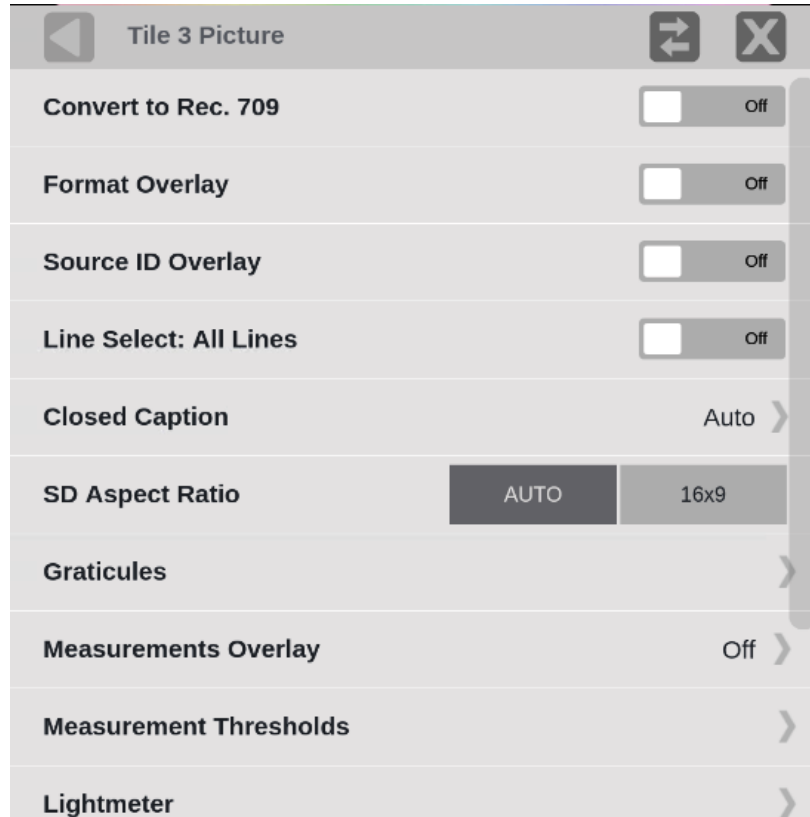 Tile 3 Picture
Convert to Rec. 709 Off
Format Overlay Off
Source ID Overlay Off
Line Select: All Lines Off
Closed Caption Auto
SD Aspect Ratio AUTO 16x9
Graticules
Measurements Overlay Off
Measurement Thresholds
Lightmeter